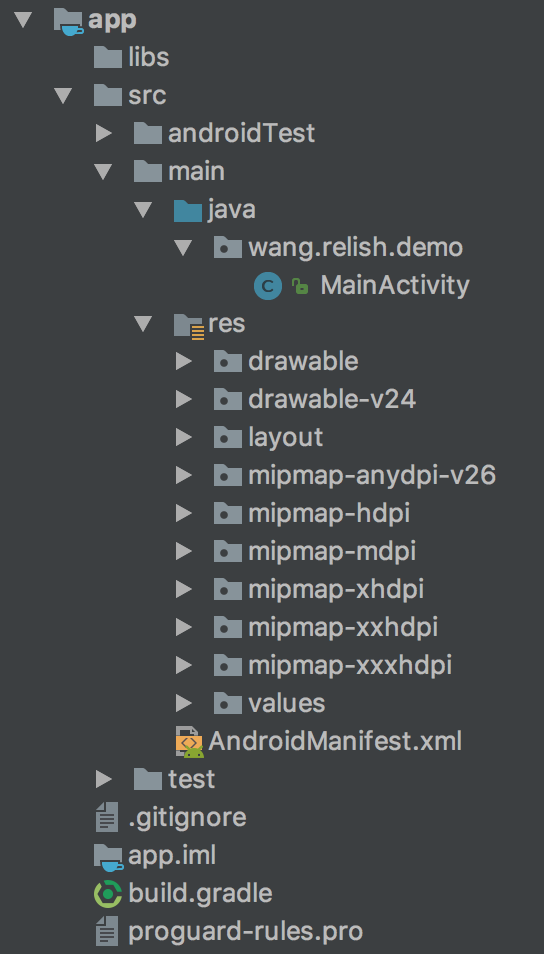 app
libs
src
androidTest
main
java
wang.relish.demo
C MainActivity
res
drawable
drawable-v24
layout
mipmap-anydpi-v26
mipmap-hdpi
mipmap-mdpi
mipmap-xhdpi
mipmap-xxhdpi
mipmap-xxxhdpi
values
AndroidManifest.xml
test
.gitignore
app.iml
build.gradle
proguard-rules.pro